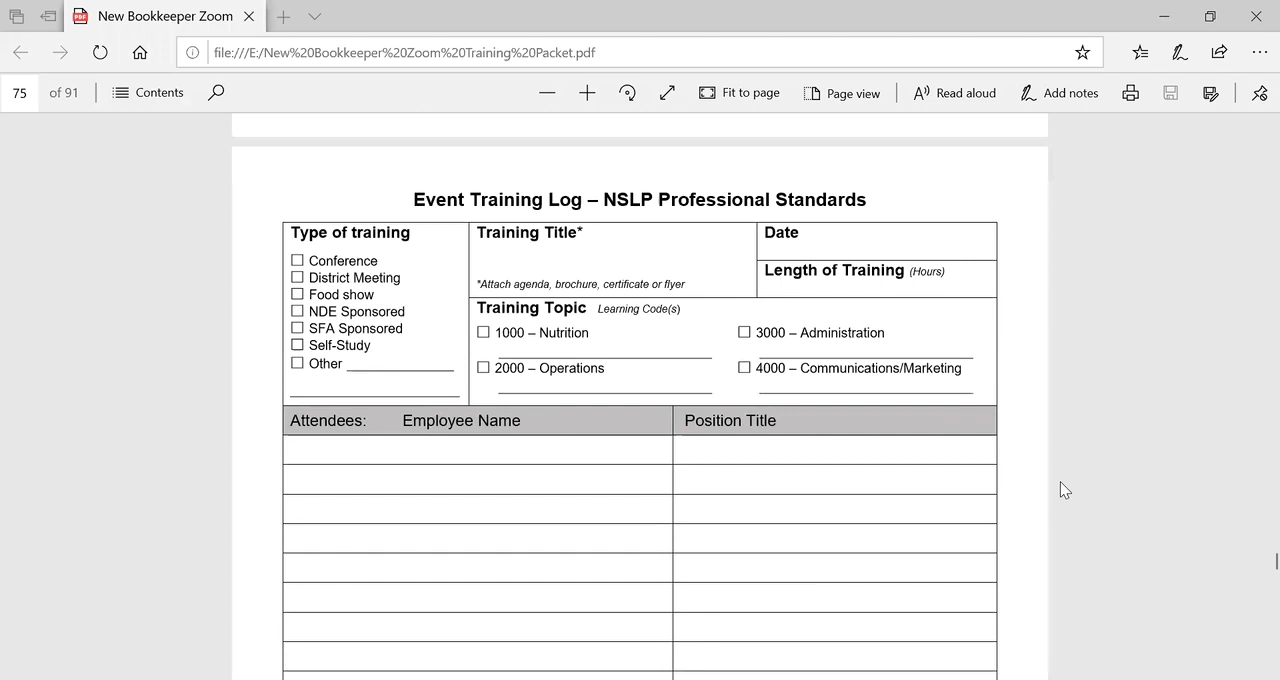 New Bookkeeper Zoom
file:///E:/New%20Bookkeeper%20Zoom%20Training%20Packet.pdf
75 of 91 Contents Fit to page Page view Read aloud Add notes
Event Training Log – NSLP Professional Standards
Type of training
Conference
District Meeting
Food show
NDE Sponsored
SFA Sponsored
Self-Study
Other
Training Title*
*Attach agenda, brochure, certificate or flyer
Date
Length of Training (Hours)
Training Topic Learning Code(s)
1000 – Nutrition
3000 – Administration
2000 – Operations
4000 – Communications/Marketing
Attendees: Employee Name
Position Title